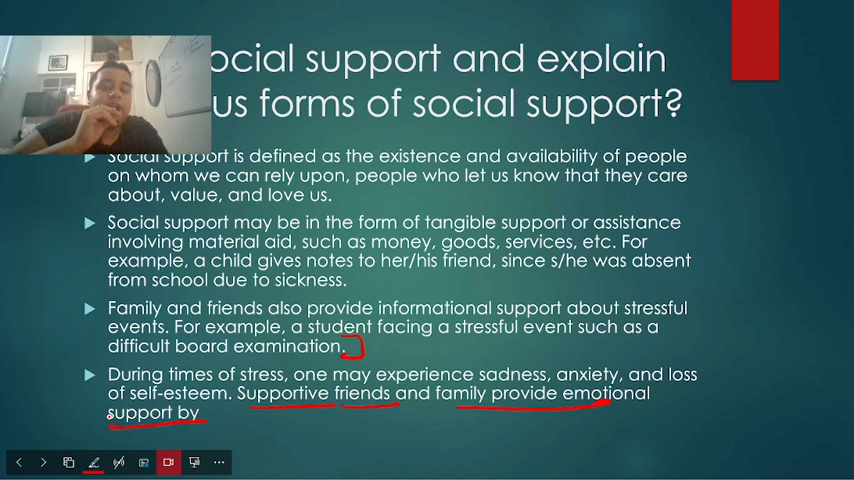 ocial support and explain
us forms of social support?
Social support is defined as the existence and availability of people
on whom we can rely upon, people who let us know that they care
about, value, and love us.
Social support may be in the form of tangible support or assistance
involving material aid, such as money, goods, services, etc. For
example, a child gives notes to her/his friend, since s/he was absent
from school due to sickness.
Family and friends also provide informational support about stressful
events. For example, a student facing a stressful event such as a
difficult board examination.
During times of stress, one may experience sadness, anxiety, and loss
of self-esteem. Supportive friends and family provide emotional
support by